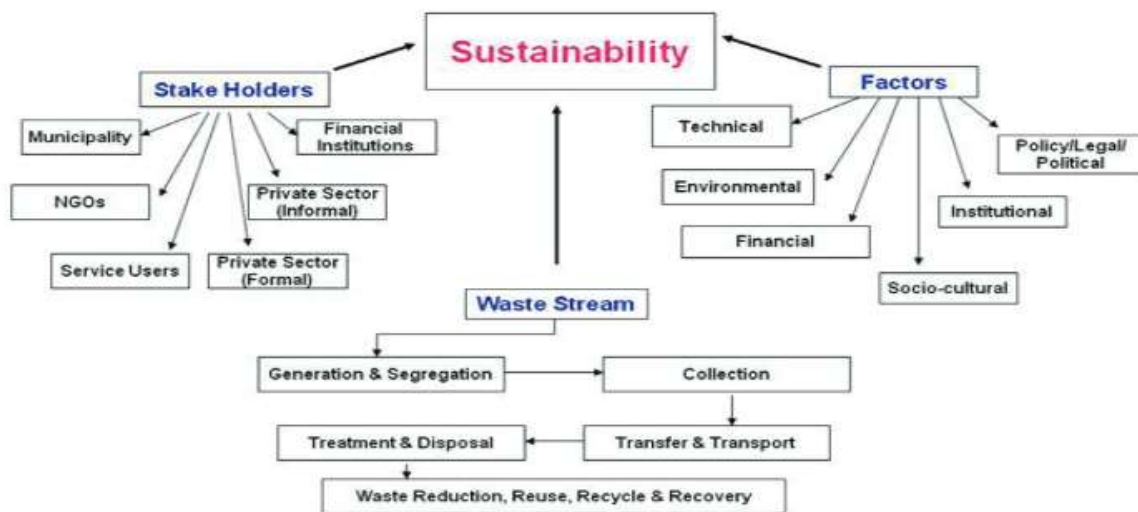 Sustainability
Stake Holders
Municipality
Financial
Institutions
NGOs
Private Sector
(Informal)
Service Users
Private Sector
(Formal)
Factors
Technical
Policy/Legal/
Political
Environmental
Institutional
Financial
Socio-cultural
Waste Stream
Generation & Segregation
Collection
Treatment & Disposal
Transfer & Transport
Waste Reduction, Reuse, Recycle & Recovery